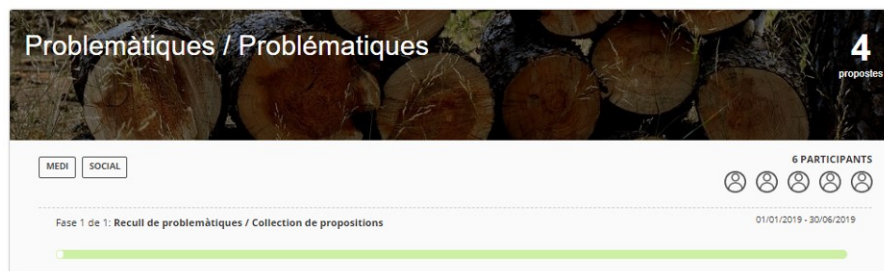 Problemàtiques / Problématiques
4
propostes
MEDI SOCIAL
6 PARTICIPANTS
Fase 1 de 1: Recull de problemàtiques / Collection de propositions
01/01/2019 - 30/06/2019